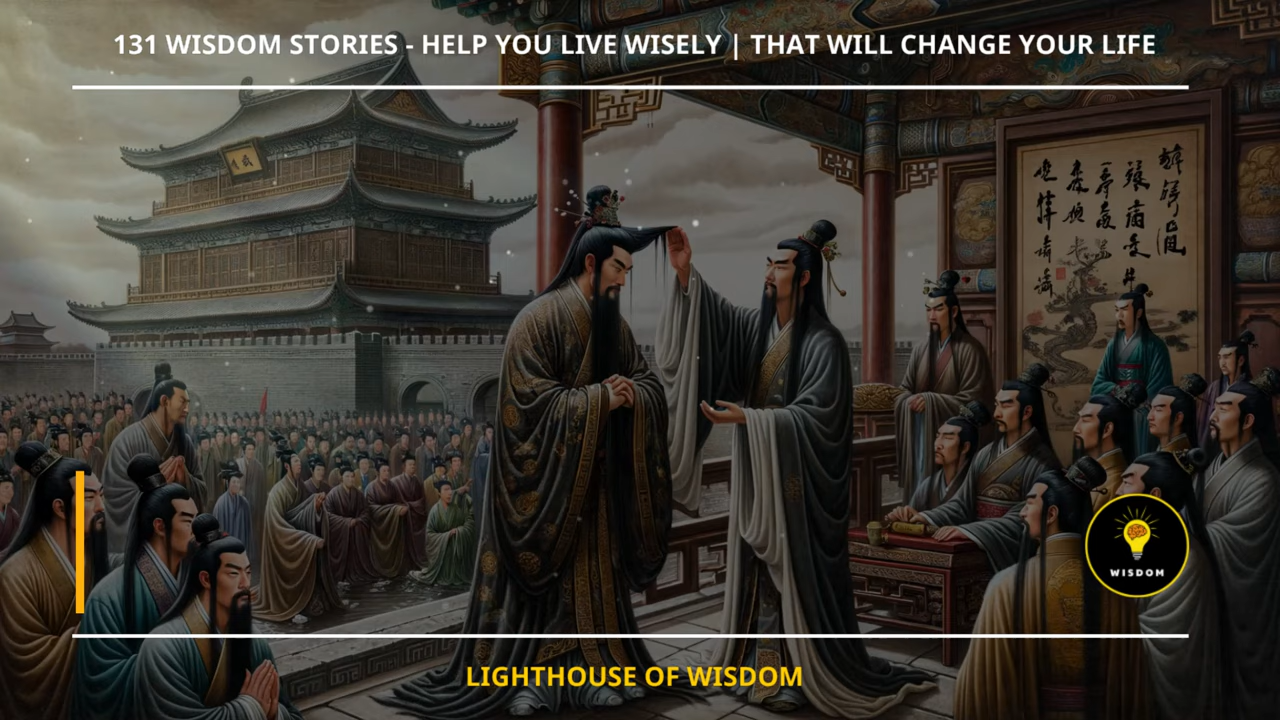 131 WISDOM STORIES - HELP YOU LIVE WISELY | THAT WILL CHANGE YOUR LIFE
WISDOM
LIGHTHOUSE OF WISDOM